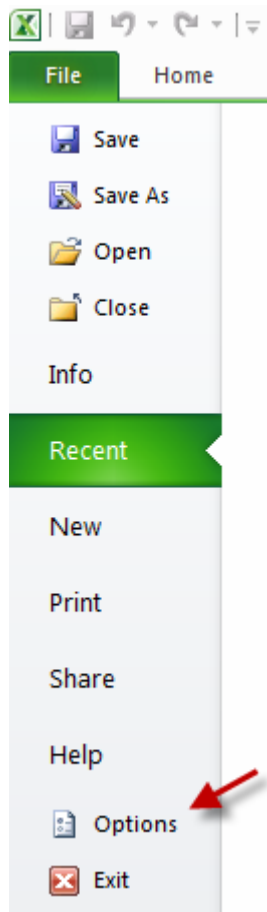 File Home
Save
Save As
Open
Close
Info
Recent
New
Print
Share
Help
Options
Exit